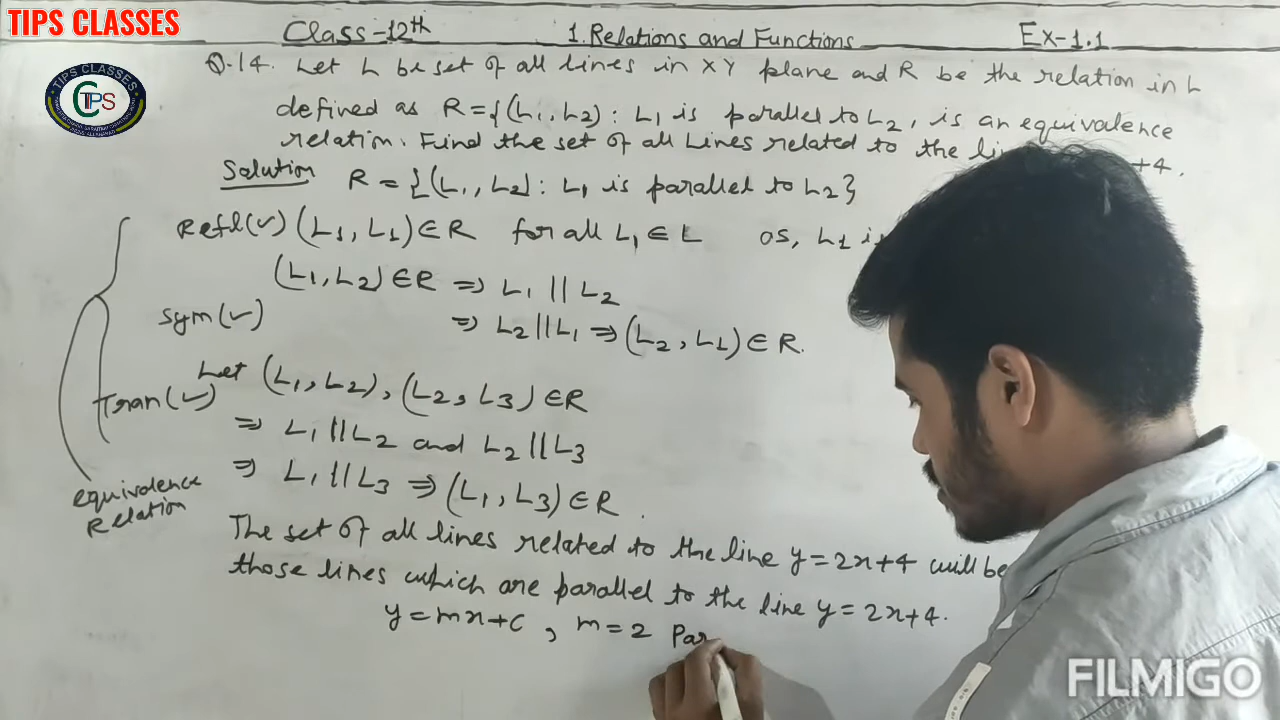 TIPS CLASSES
Class-12th 1. Relations and Functions Ex-1.1
TIPS CLASSES
TIPS
Q.14. Let L be set of all lines in XY plane and R be the relation in L
defined as R={(L1, L2) : L1 is parallel to L2, is an equivalence
relation. Find the set of all Lines related to the +4.
Solution R = {(L1, L2) : L1 is parallel to L2}
Refl(✓) (L1, L1) ∈ R for all L1 ∈ L as, L1 is
(L1, L2) ∈ R ⇒ L1 || L2
Sym(✓) ⇒ L2 || L1 ⇒ (L2, L1) ∈ R.
Let (L1, L2), (L2, L3) ∈ R
Tran(✓)
⇒ L1 || L2 and L2 || L3
⇒ L1 || L3 ⇒ (L1, L3) ∈ R.
equivalence
Relation
The set of all lines related to the line y=2x+4 will be
those lines which are parallel to the line y=2x+4.
y=mx+c, m=2 Par
FILMIGO